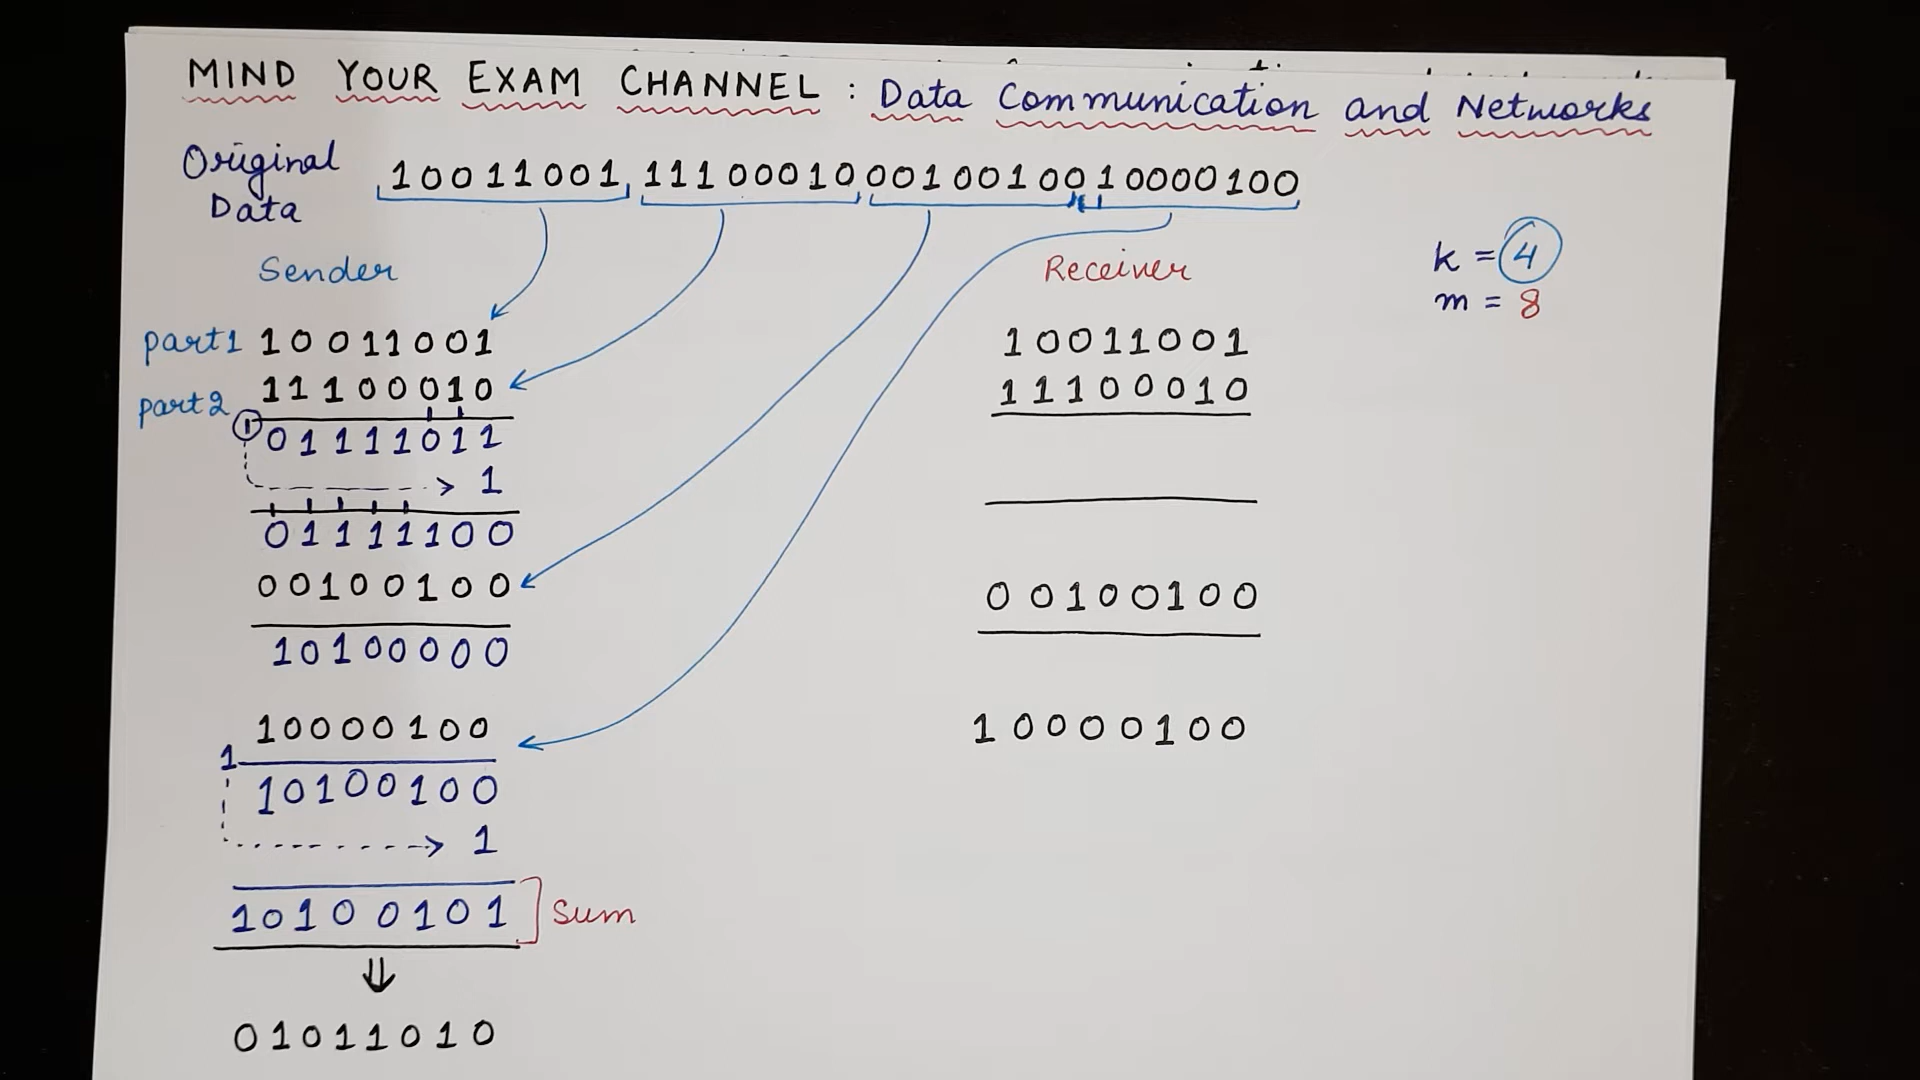 MIND YOUR EXAM CHANNEL : Data Communication and Networks
Original Data
10011001 11100010 00100100 10000100
Sender
part1 10011001
part2 11100010
1 01111011
1
01111100
00100100
10100000
10000100
1
10100100
1
10100101 Sum
⇓
01011010
Receiver
10011001
11100010
00100100
10000100
k = 4
m = 8